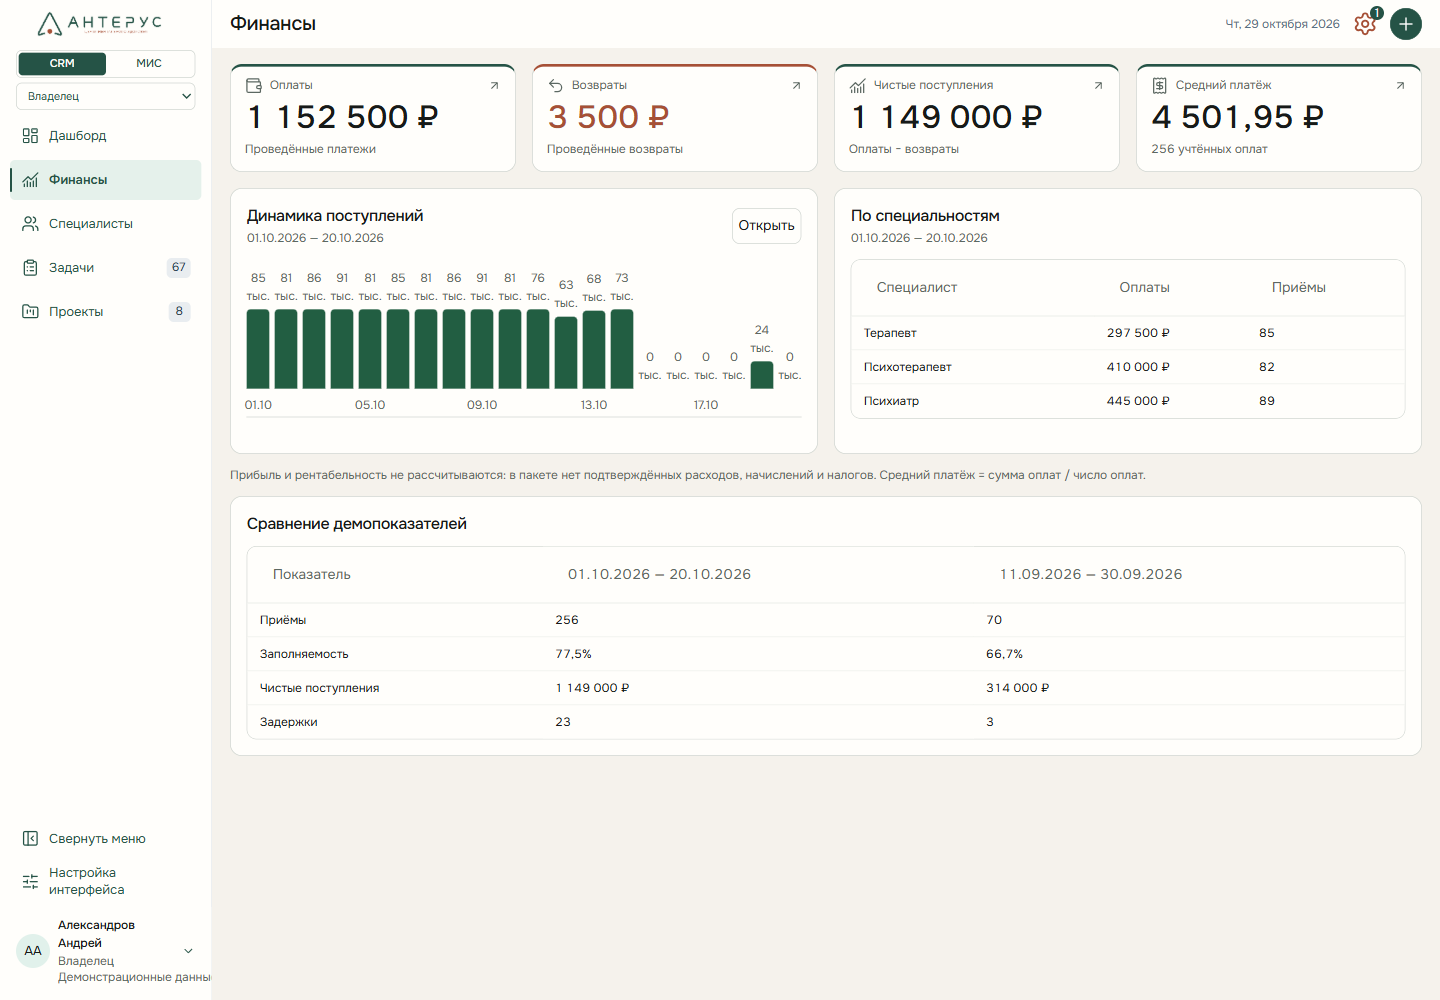 АНТЕРУС
CRM
МИС
Владелец
Дашборд
Финансы
Специалисты
Задачи
67
Проекты
8
Свернуть меню
Настройка
интерфейса
АА
Александров
Андрей
Владелец
Демонстрационные данны
Финансы
Чт, 29 октября 2026
1
Оплаты
1 152 500 ₽
Проведённые платежи
Возвраты
3 500 ₽
Проведённые возвраты
Чистые поступления
1 149 000 ₽
Оплаты − возвраты
Средний платёж
4 501,95 ₽
256 учтённых оплат
Динамика поступлений
01.10.2026 — 20.10.2026
Открыть
85 тыс.
81 тыс.
86 тыс.
91 тыс.
81 тыс.
85 тыс.
81 тыс.
86 тыс.
91 тыс.
81 тыс.
76 тыс.
63 тыс.
68 тыс.
73 тыс.
0 тыс.
0 тыс.
0 тыс.
0 тыс.
24 тыс.
0 тыс.
01.10 05.10 09.10 13.10 17.10
По специальностям
01.10.2026 — 20.10.2026
Специалист Оплаты Приёмы
Терапевт 297 500 ₽ 85
Психотерапевт 410 000 ₽ 82
Психиатр 445 000 ₽ 89
Прибыль и рентабельность не рассчитываются: в пакете нет подтверждённых расходов, начислений и налогов. Средний платёж = сумма оплат / число оплат.
Сравнение демопоказателей
Показатель 01.10.2026 — 20.10.2026 11.09.2026 — 30.09.2026
Приёмы 256 70
Заполняемость 77,5% 66,7%
Чистые поступления 1 149 000 ₽ 314 000 ₽
Задержки 23 3